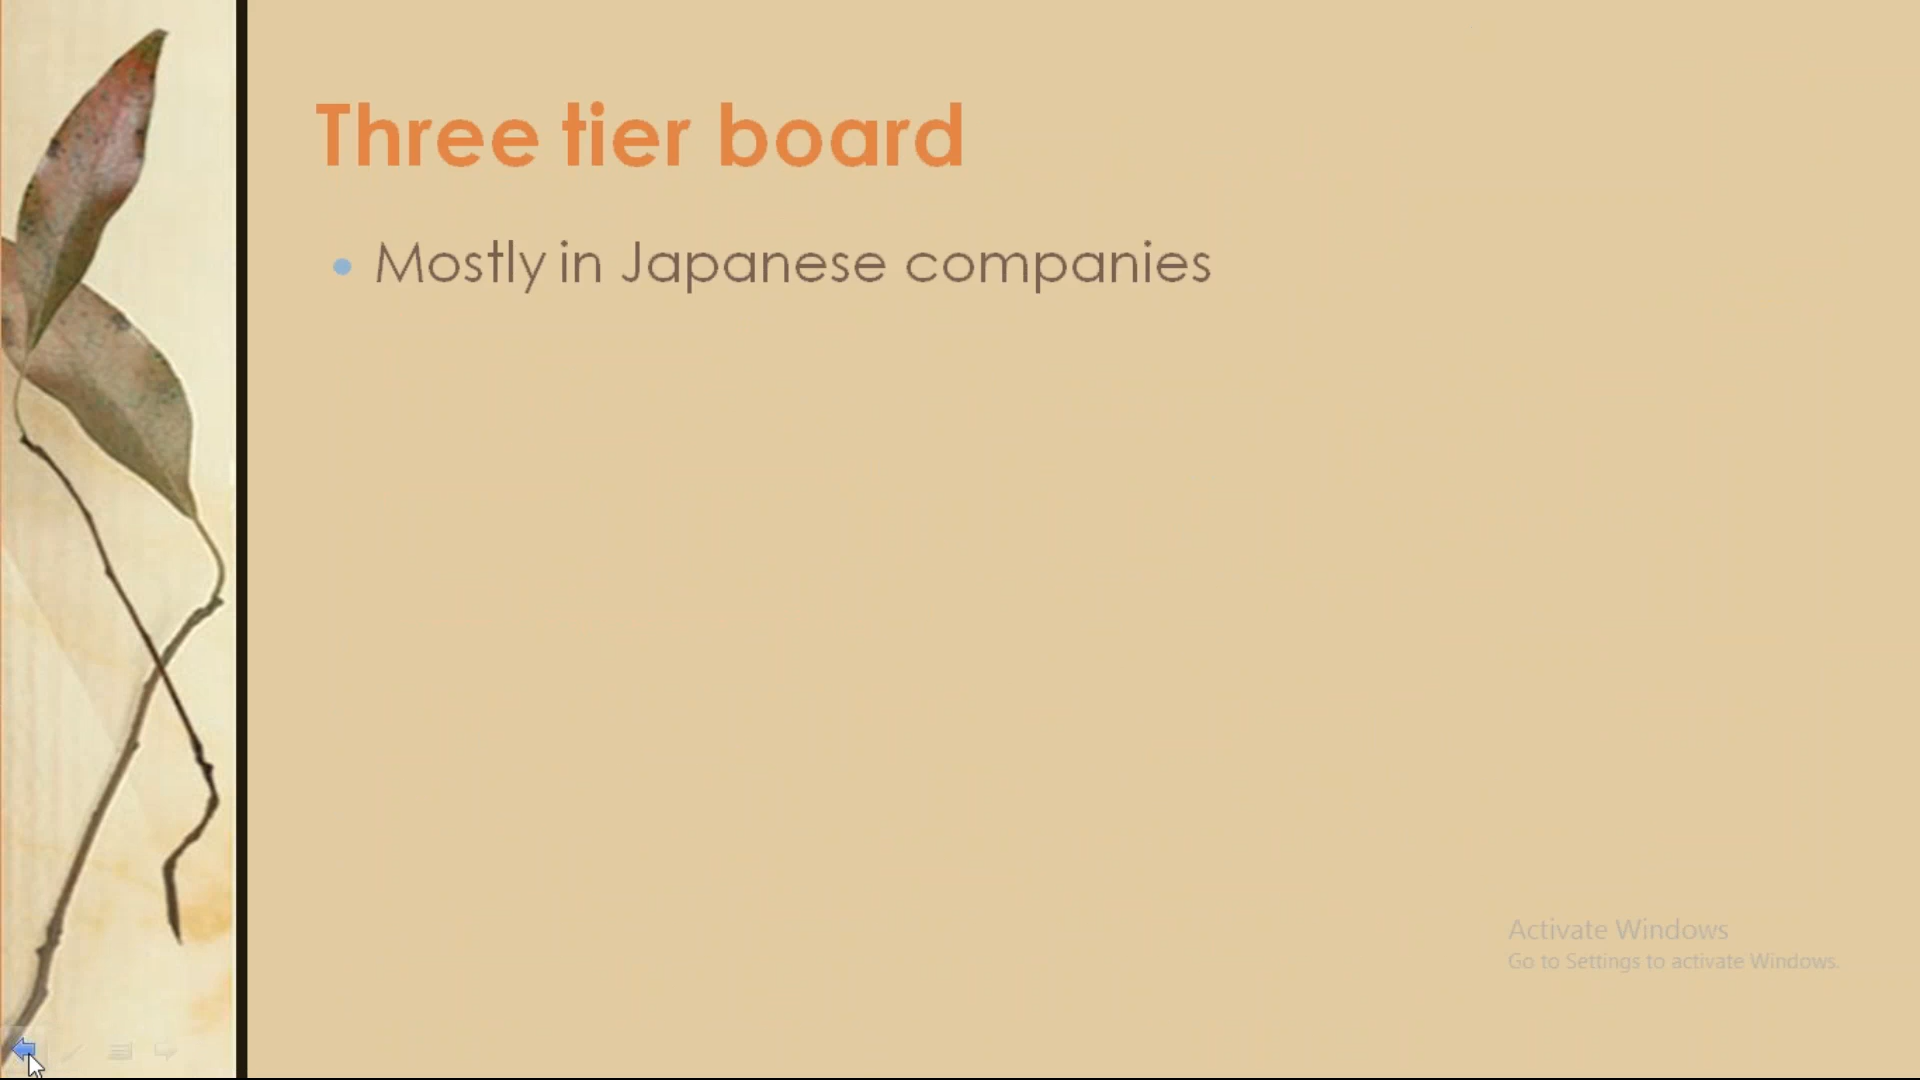 Three tier board
• Mostly in Japanese companies
Activate Windows
Go to Settings to activate Windows.